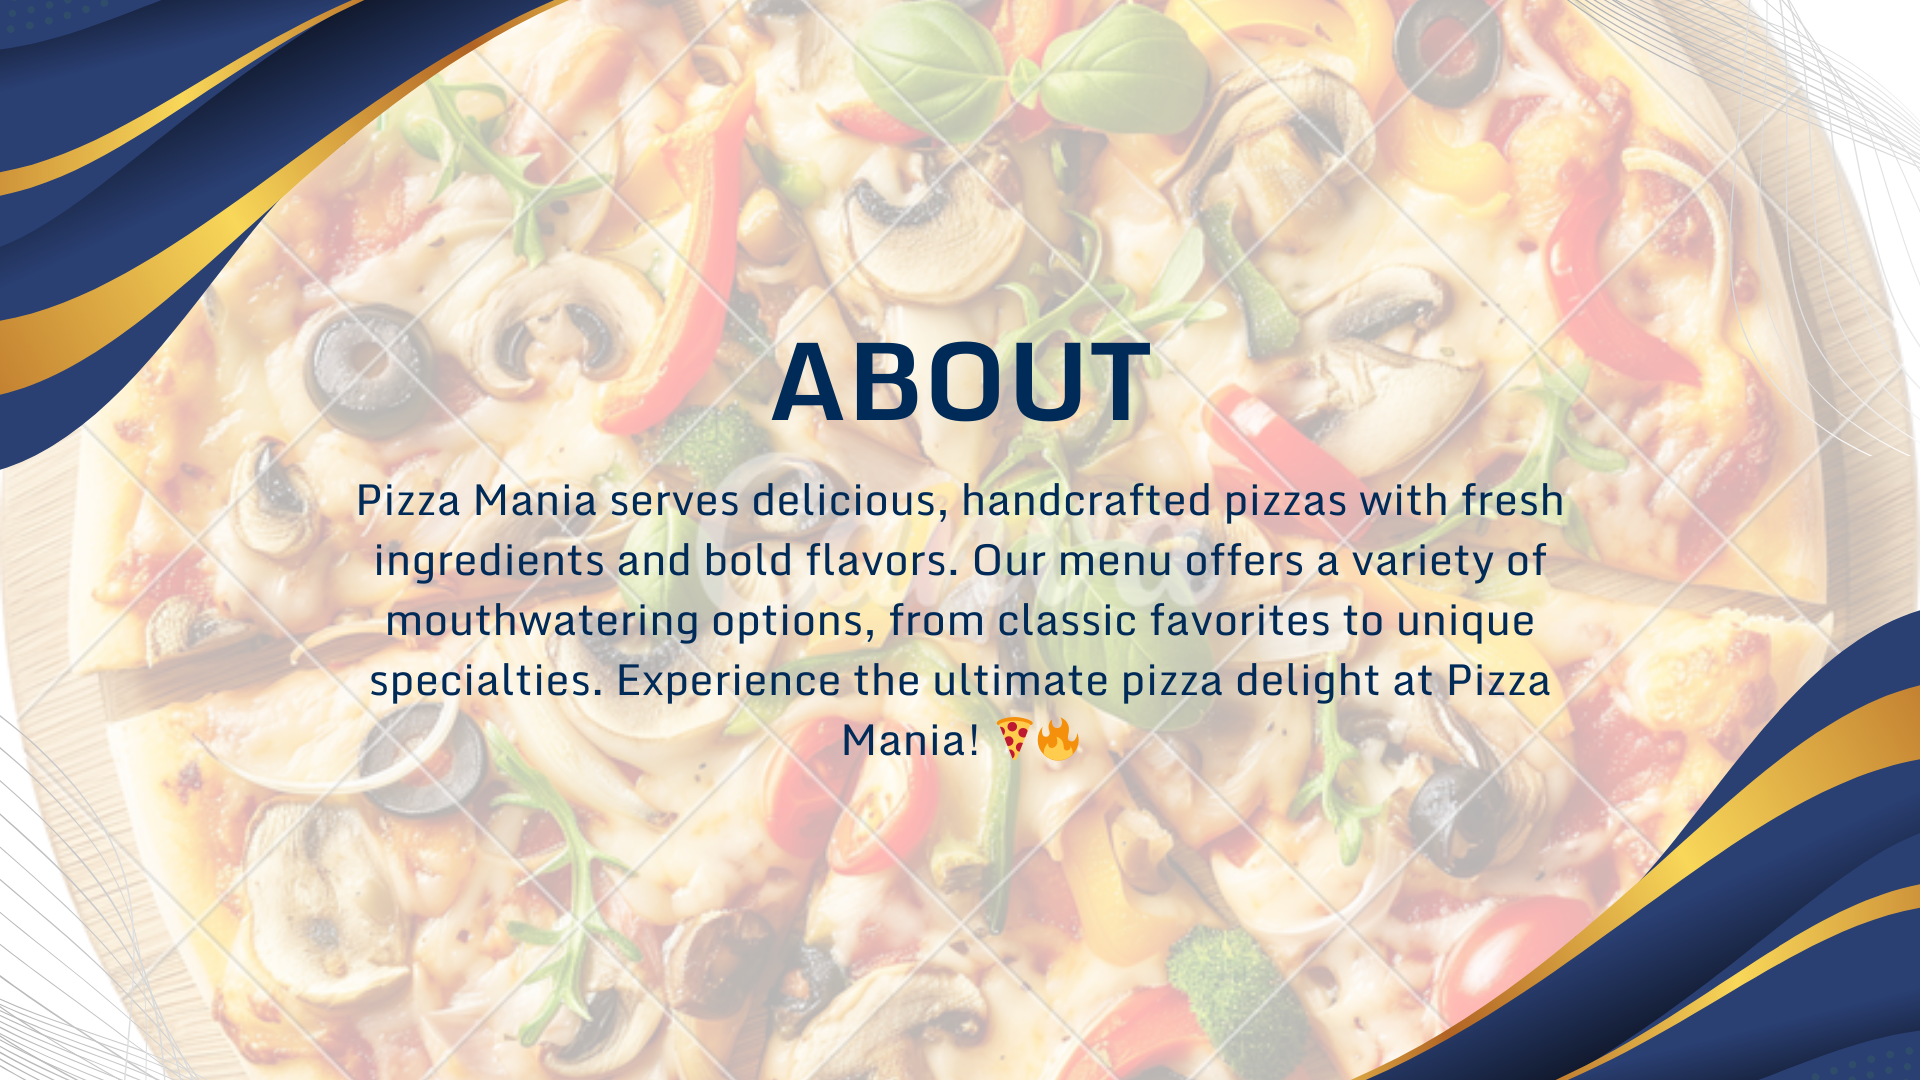 ABOUT
Pizza Mania serves delicious, handcrafted pizzas with fresh
ingredients and bold flavors. Our menu offers a variety of
mouthwatering options, from classic favorites to unique
specialties. Experience the ultimate pizza delight at Pizza
Mania! 🍕🔥